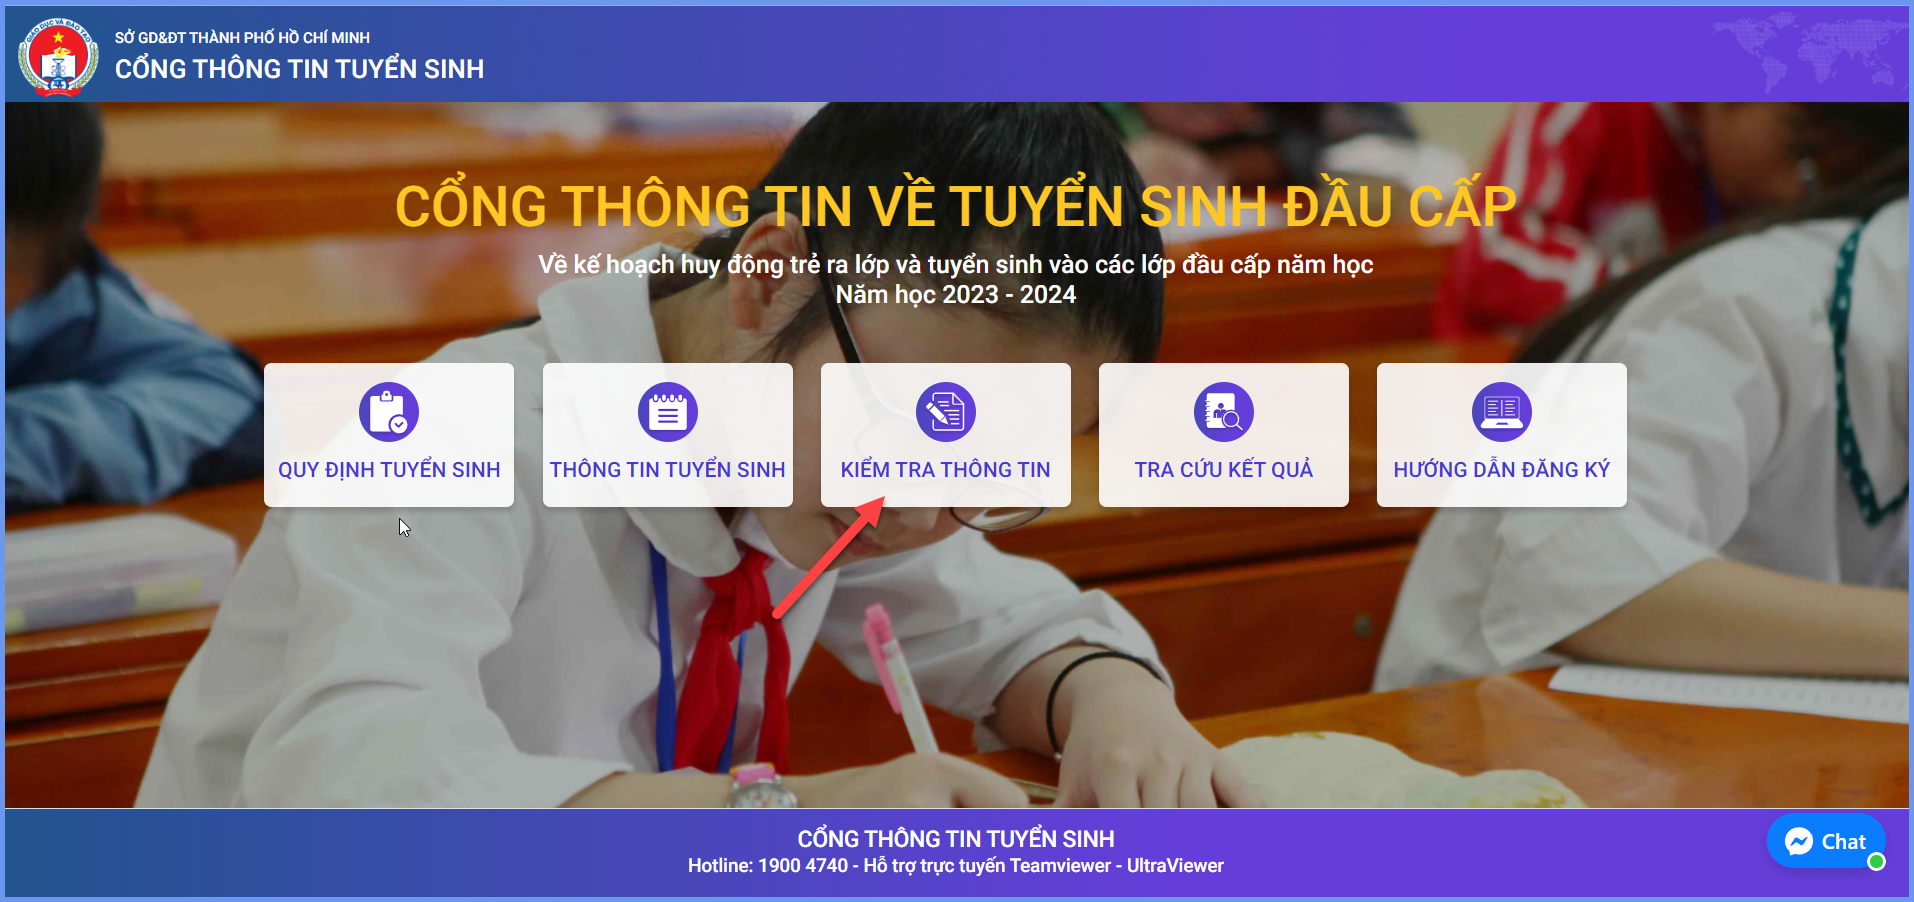 SỞ GD&ĐT THÀNH PHỐ HỒ CHÍ MINH
CỔNG THÔNG TIN TUYỂN SINH
CỔNG THÔNG TIN VỀ TUYỂN SINH ĐẦU CẤP
Về kế hoạch huy động trẻ ra lớp và tuyển sinh vào các lớp đầu cấp năm học
Năm học 2023 - 2024
QUY ĐỊNH TUYỂN SINH
THÔNG TIN TUYỂN SINH
KIỂM TRA THÔNG TIN
TRA CỨU KẾT QUẢ
HƯỚNG DẪN ĐĂNG KÝ
CỔNG THÔNG TIN TUYỂN SINH
Hotline: 1900 4740 - Hỗ trợ trực tuyến Teamviewer - UltraViewer
Chat